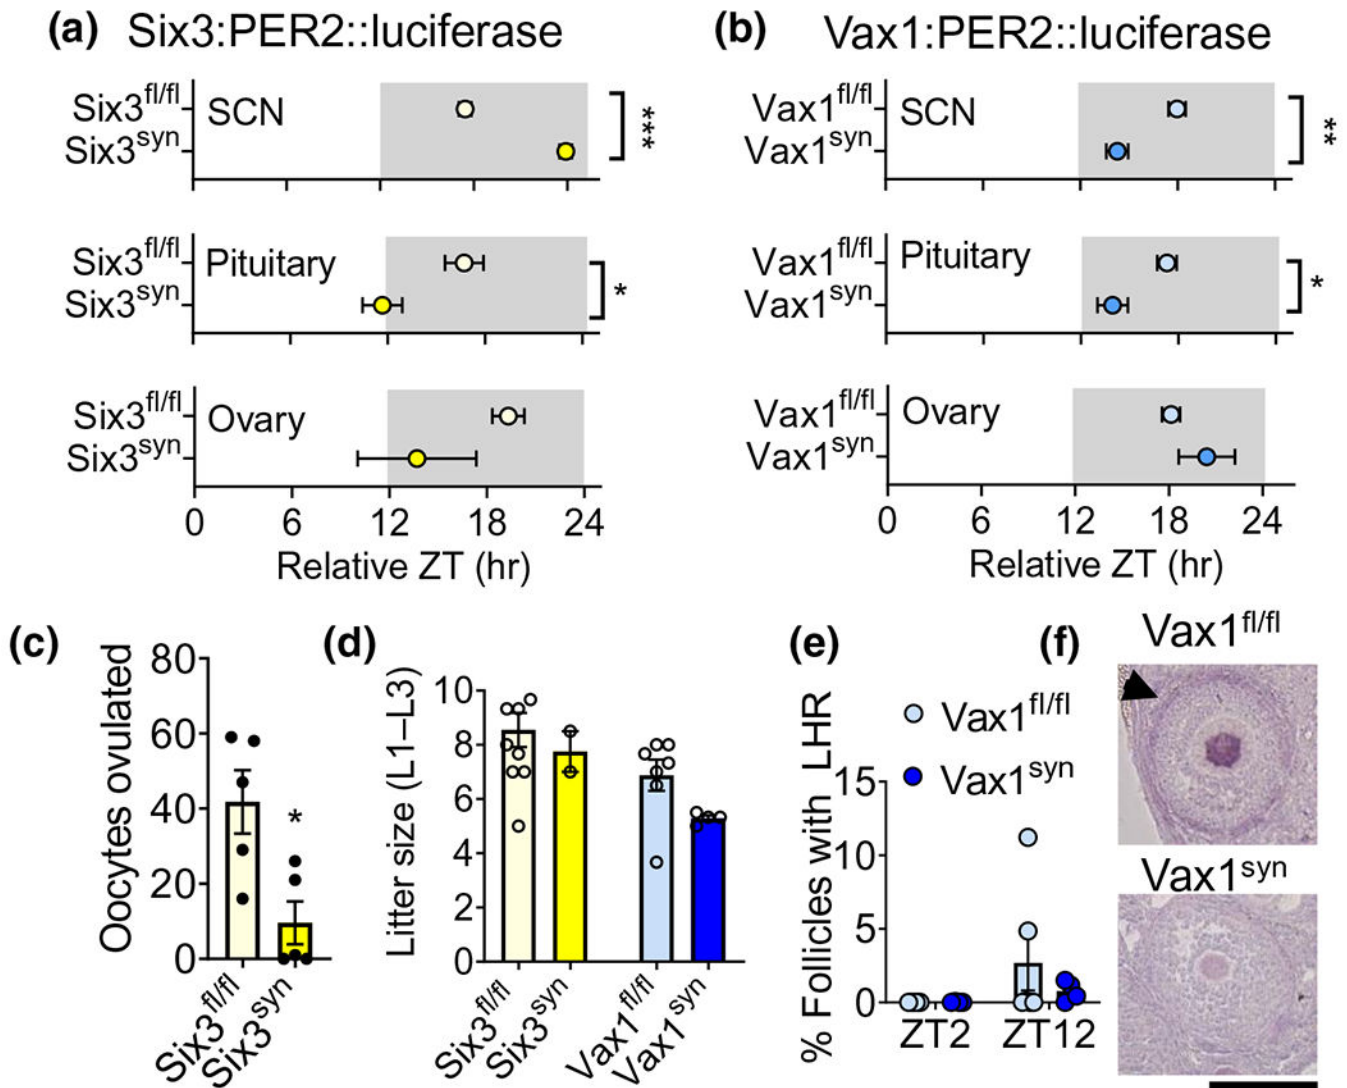 (a) Six3:PER2::luciferase
Six3fl/fl
Six3syn
SCN
***
Six3fl/fl
Six3syn
Pituitary
*
Six3fl/fl
Six3syn
Ovary
0 6 12 18 24
Relative ZT (hr)
(b) Vax1:PER2::luciferase
Vax1fl/fl
Vax1syn
SCN
**
Vax1fl/fl
Vax1syn
Pituitary
*
Vax1fl/fl
Vax1syn
Ovary
0 6 12 18 24
Relative ZT (hr)
(c)
Oocytes ovulated
80
60
40
20
0
*
Six3fl/fl
Six3syn
(d)
Litter size (L1–L3)
10
8
6
4
2
0
Six3fl/fl
Six3syn
Vax1fl/fl
Vax1syn
(e)
% Follicles with LHR
Vax1fl/fl
Vax1syn
15
10
5
0
ZT2 ZT12
(f)
Vax1fl/fl
Vax1syn